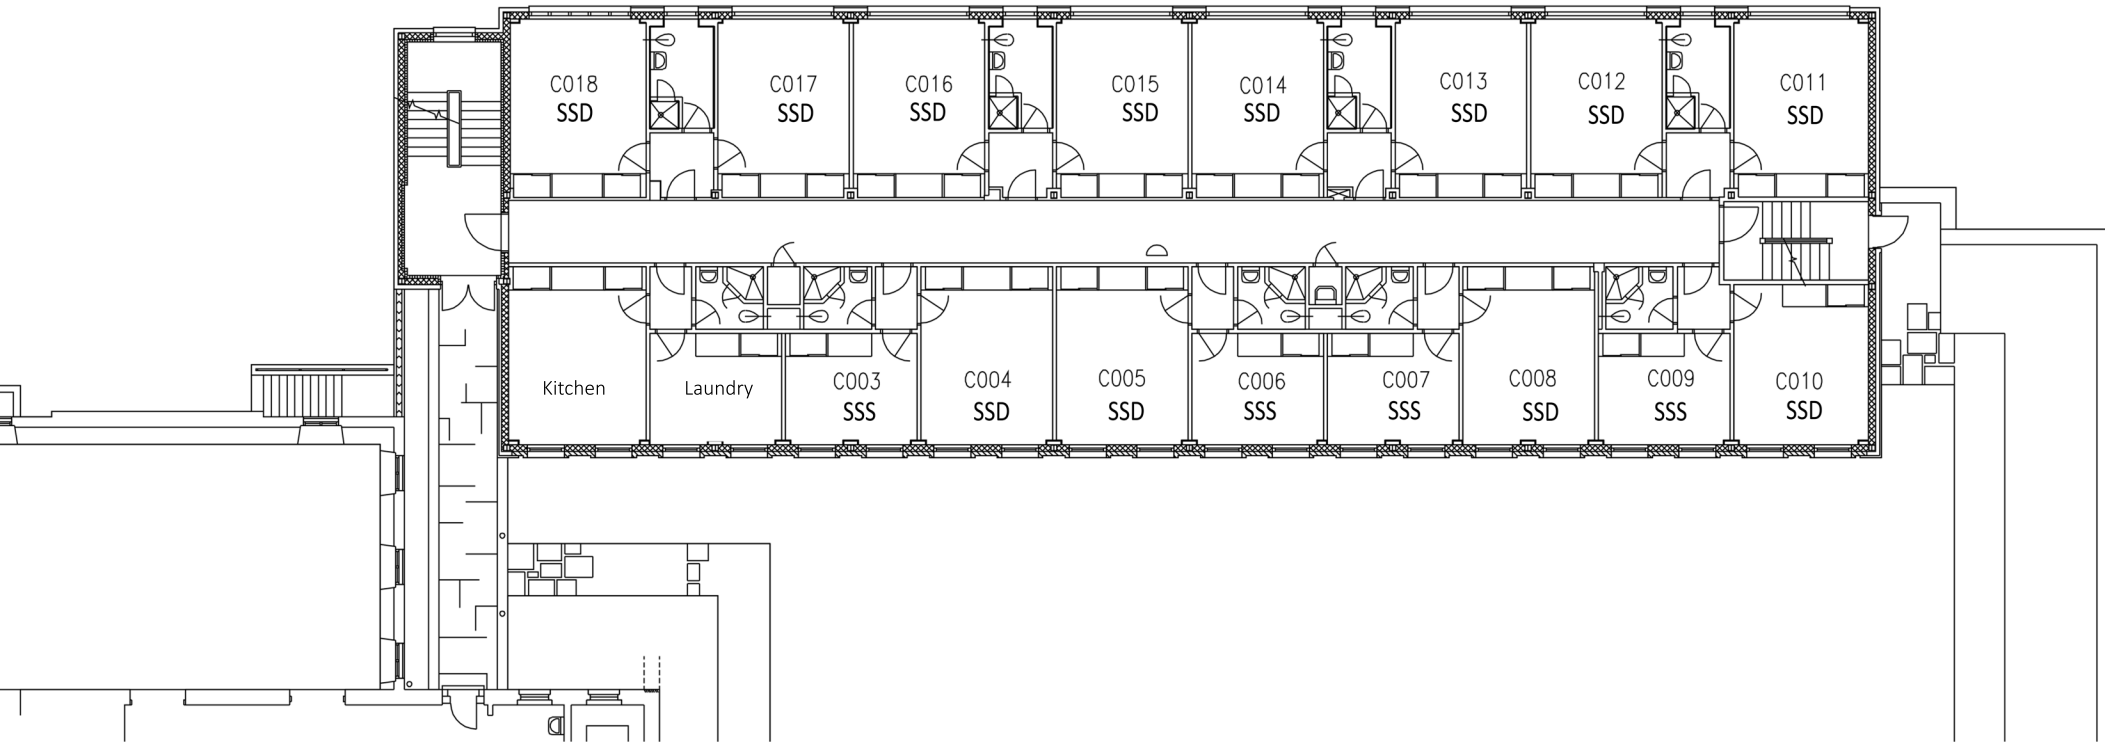 C018
SSD
C017
SSD
C016
SSD
C015
SSD
C014
SSD
C013
SSD
C012
SSD
C011
SSD
Kitchen
Laundry
C003
SSS
C004
SSD
C005
SSD
C006
SSS
C007
SSS
C008
SSD
C009
SSS
C010
SSD